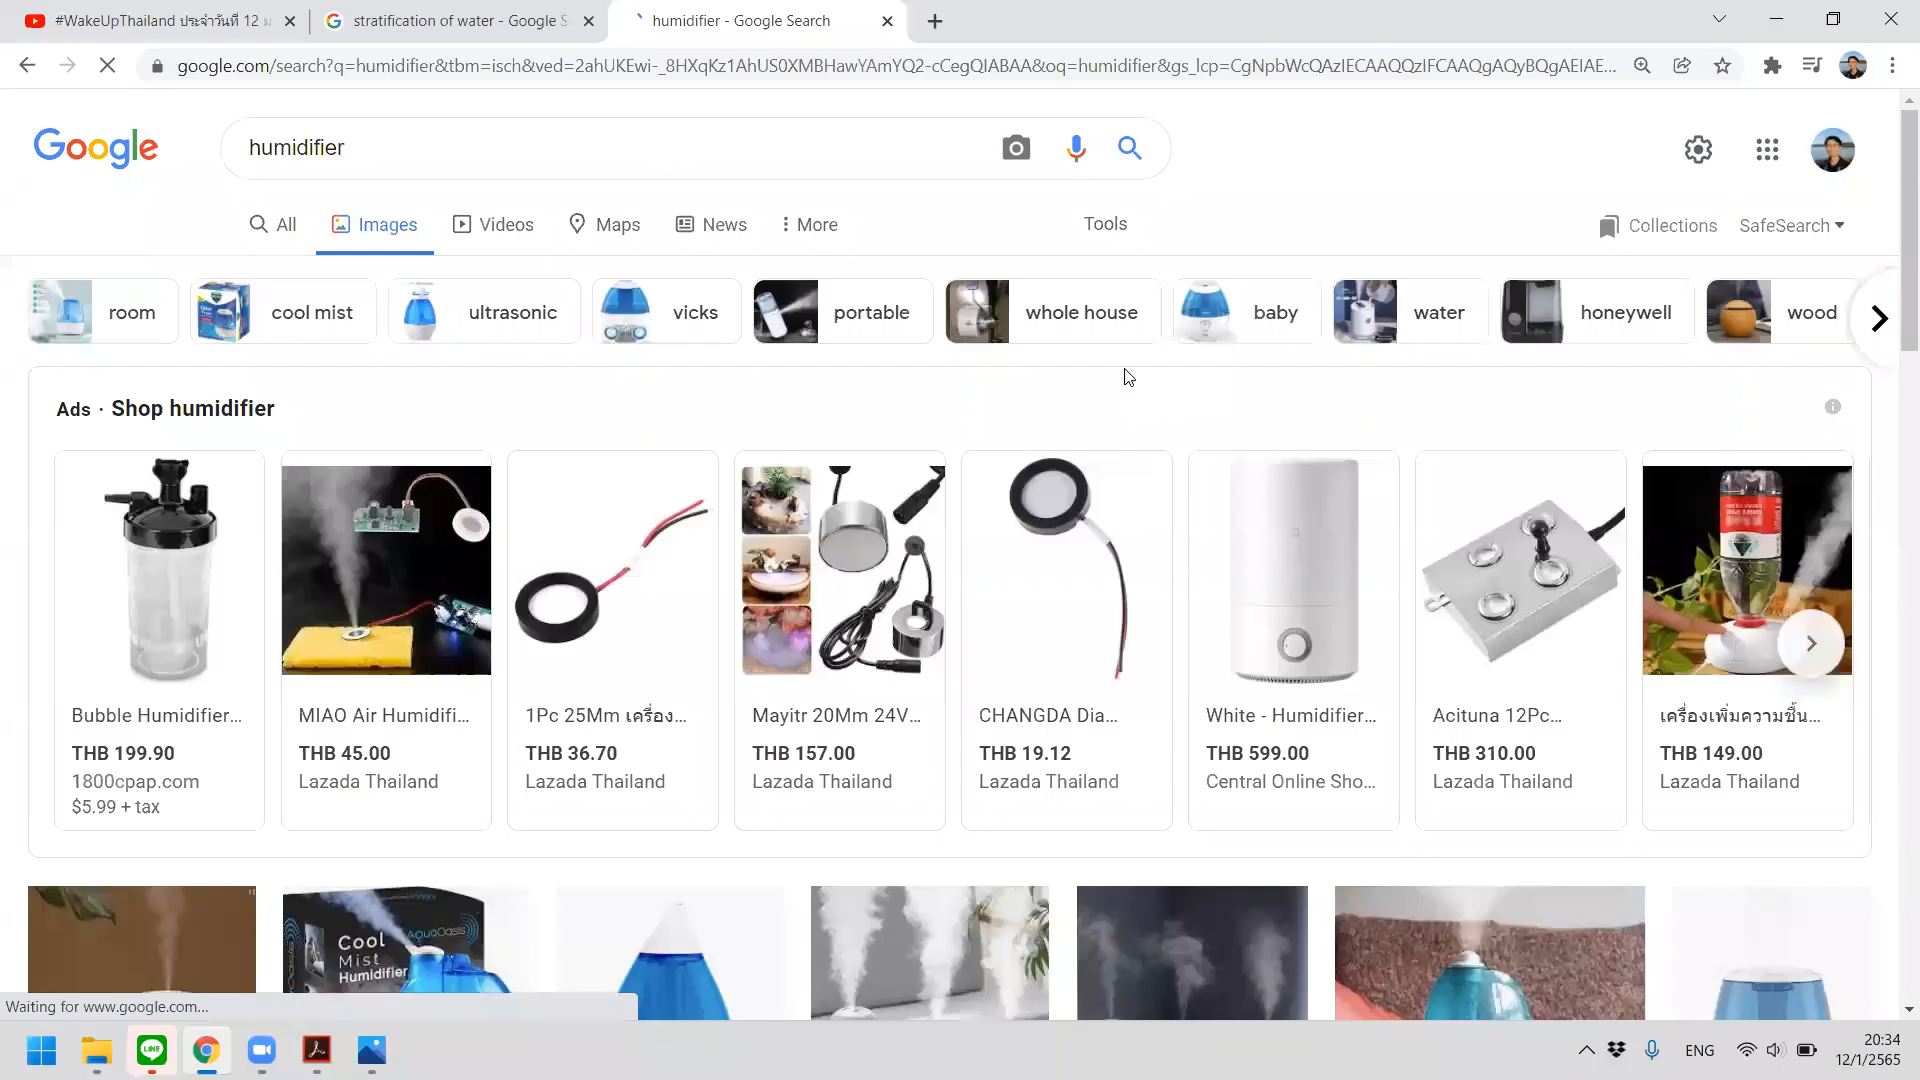 #WakeUpThailand ประจำวันที่ 12 ม
stratification of water - Google S
humidifier - Google Search
google.com/search?q=humidifier&tbm=isch&ved=2ahUKEwi-_8HXqKz1AhUS0XMBHawYAmYQ2-cCegQIABAA&oq=humidifier&gs_lcp=CgNpbWcQAzIECAAQQzIFCAAQgAQyBQgAEIAE...
Google
humidifier
All
Images
Videos
Maps
News
More
Tools
Collections
SafeSearch
room
cool mist
ultrasonic
vicks
portable
whole house
baby
water
honeywell
wood
Ads · Shop humidifier
Bubble Humidifier...
THB 199.90
1800cpap.com
$5.99 + tax
MIAO Air Humidifi...
THB 45.00
Lazada Thailand
1Pc 25Mm เครื่อง...
THB 36.70
Lazada Thailand
Mayitr 20Mm 24V...
THB 157.00
Lazada Thailand
CHANGDA Dia...
THB 19.12
Lazada Thailand
White - Humidifier...
THB 599.00
Central Online Sho...
Acituna 12Pc...
THB 310.00
Lazada Thailand
เครื่องเพิ่มความชื้น...
THB 149.00
Lazada Thailand
Cool
Mist
Humidifier
AquaOasis
Waiting for www.google.com...
LINE
ENG
20:34
12/1/2565